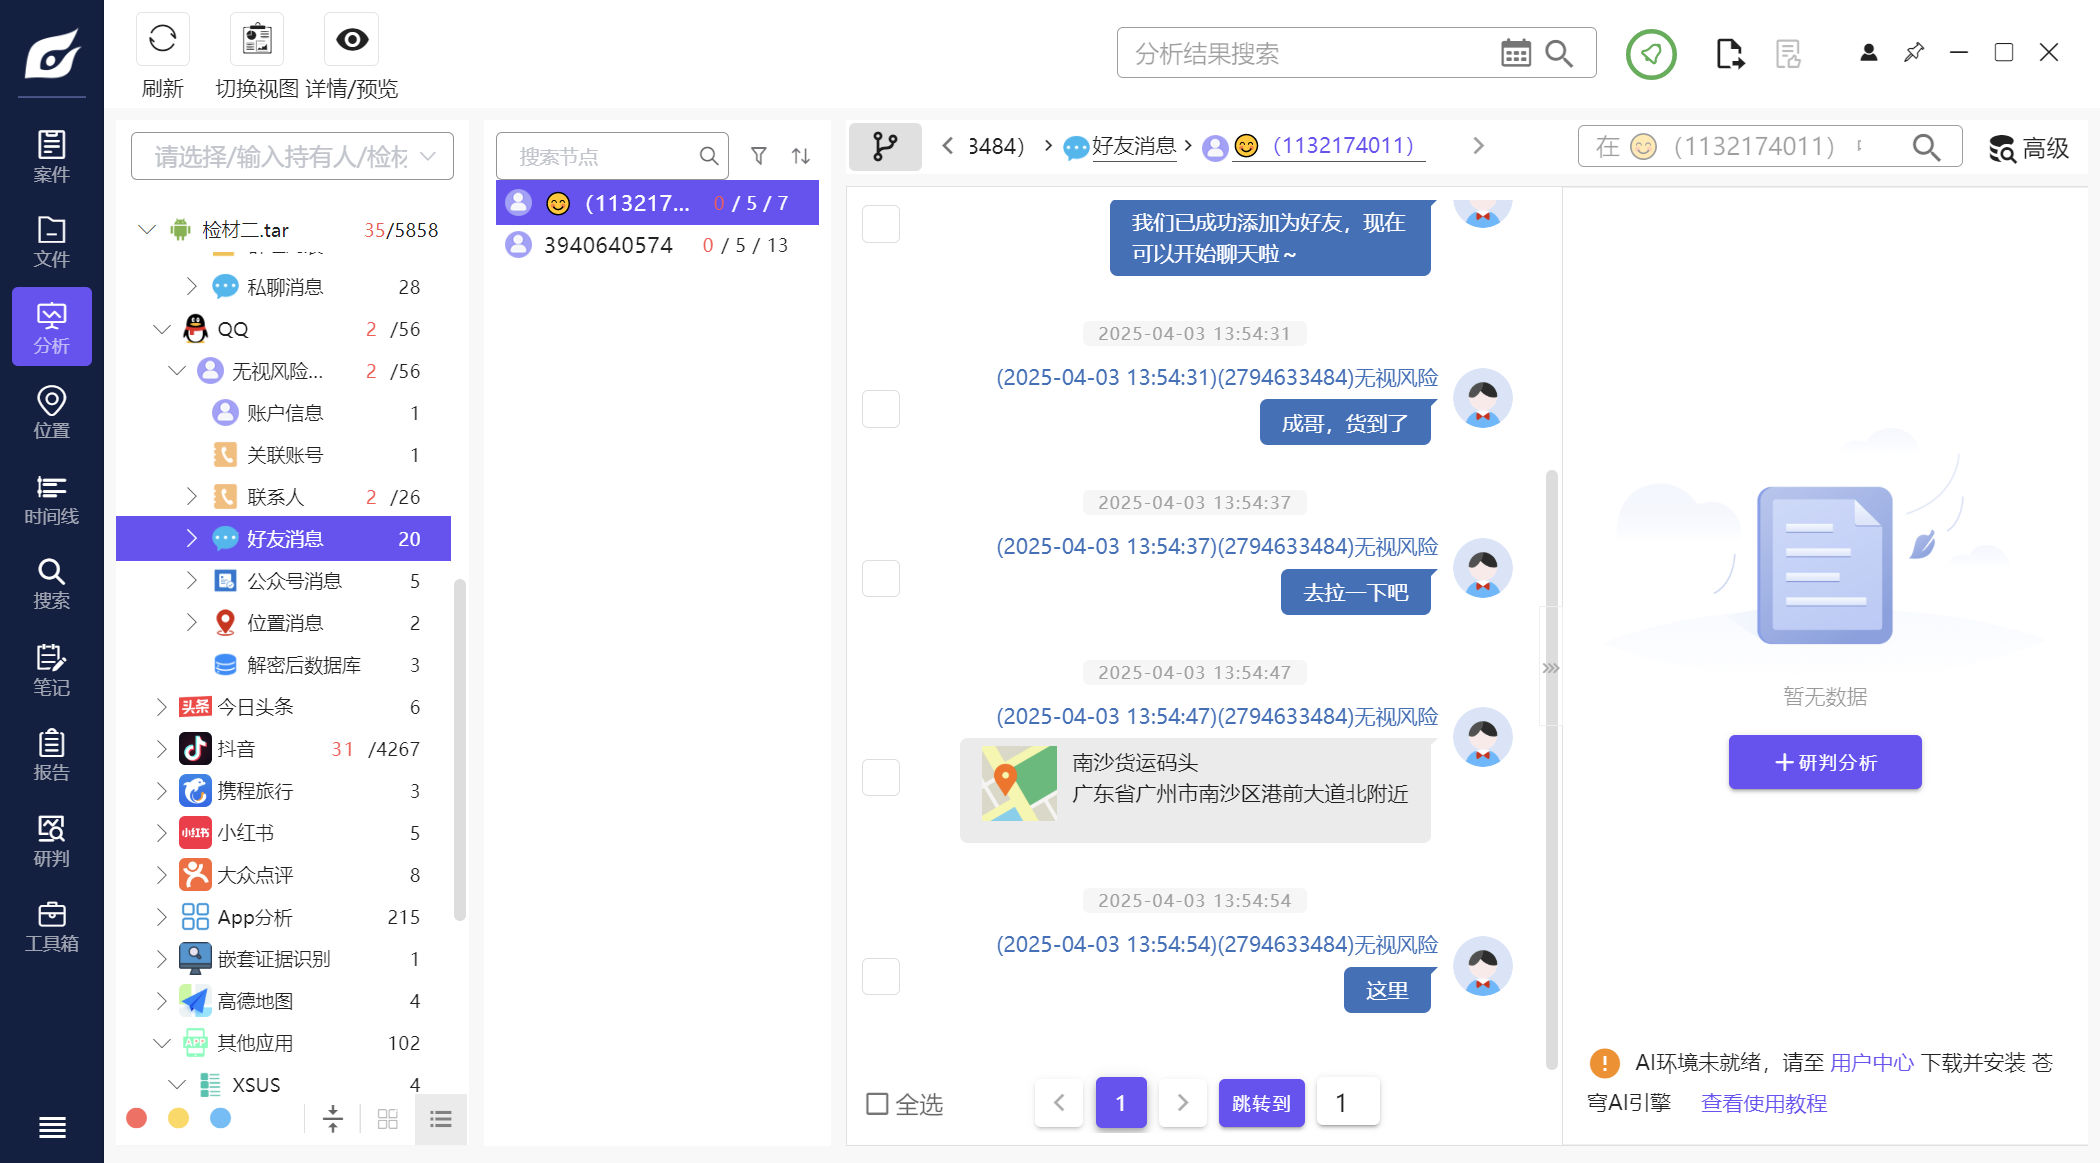 刷新
切换视图
详情/预览
分析结果搜索
案件
文件
分析
位置
时间线
搜索
笔记
报告
研判
工具箱
请选择/输入持有人/检材
检材二.tar 35/5858
私聊消息 28
QQ 2 /56
无视风险... 2 /56
账户信息 1
关联账号 1
联系人 2 /26
好友消息 20
公众号消息 5
位置消息 2
解密后数据库 3
头条 今日头条 6
抖音 31 /4267
携程旅行 3
小红书 小红书 5
大众点评 8
App分析 215
嵌套证据识别 1
高德地图 4
APP 其他应用 102
XSUS 4
搜索节点
😊 (113217... 0 / 5 / 7
3940640574 0 / 5 / 13
3484) > 好友消息 > 😊 (1132174011)
在 😊 (1132174011)
高级
我们已成功添加为好友，现在
可以开始聊天啦～
2025-04-03 13:54:31
(2025-04-03 13:54:31)(2794633484)无视风险
成哥，货到了
2025-04-03 13:54:37
(2025-04-03 13:54:37)(2794633484)无视风险
去拉一下吧
2025-04-03 13:54:47
(2025-04-03 13:54:47)(2794633484)无视风险
南沙货运码头
广东省广州市南沙区港前大道北附近
2025-04-03 13:54:54
(2025-04-03 13:54:54)(2794633484)无视风险
这里
全选
1
跳转到
1
暂无数据
+研判分析
AI环境未就绪，请至 用户中心 下载并安装 苍
穹AI引擎 查看使用教程